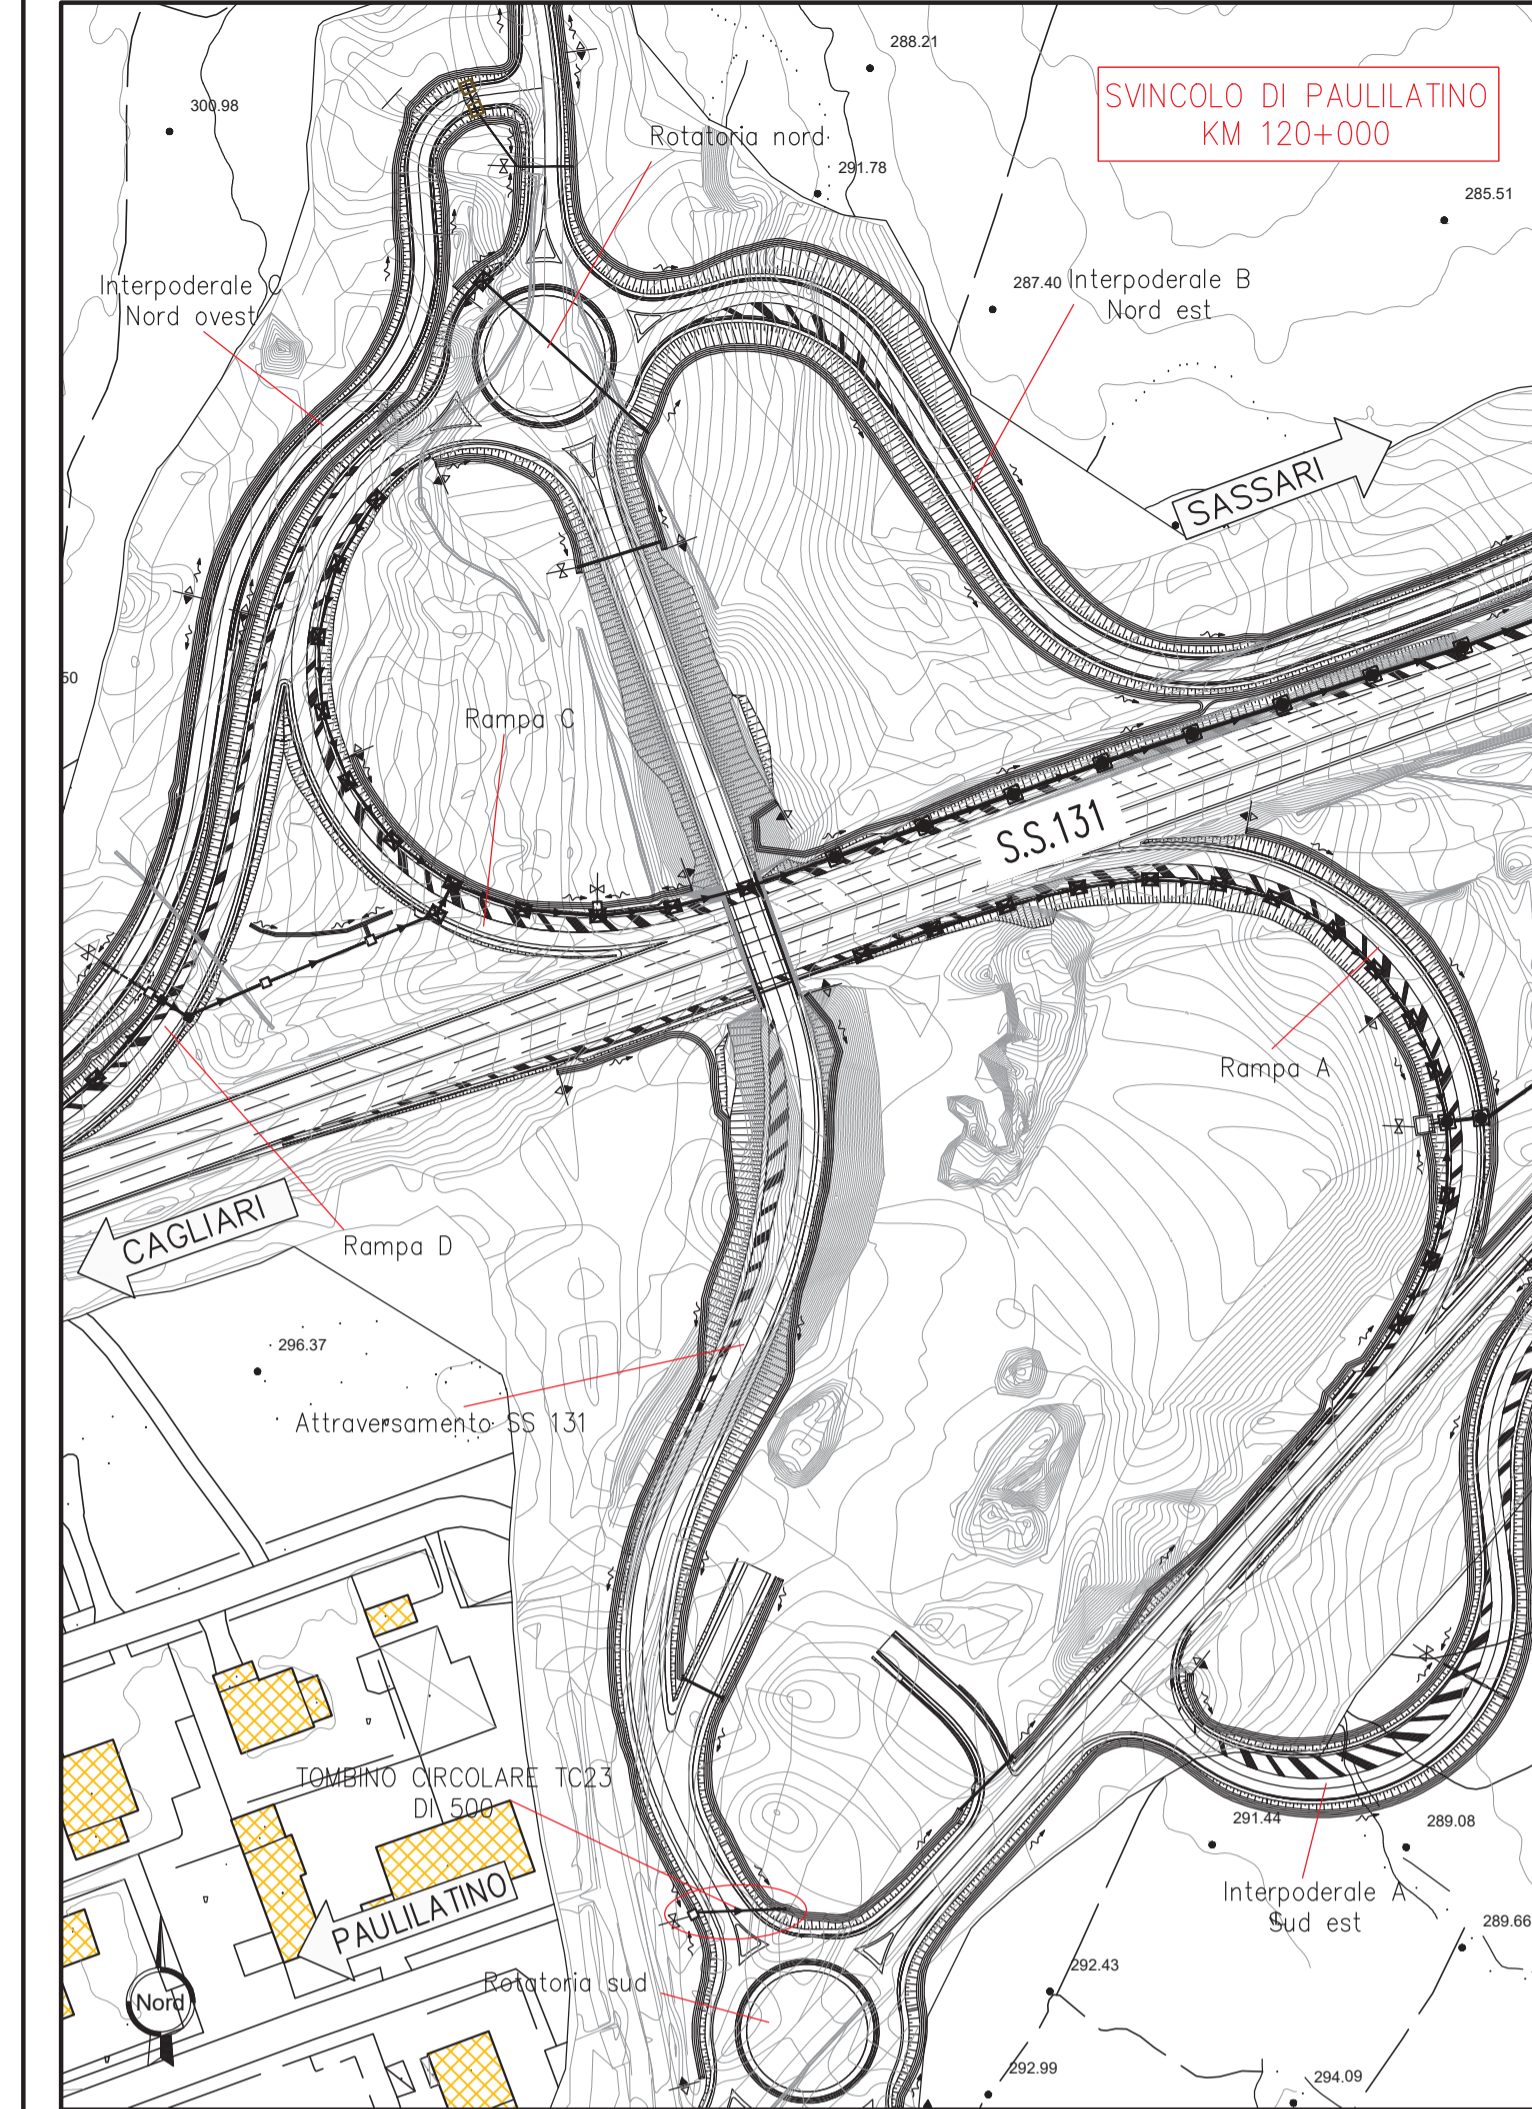 288.21
SVINCOLO DI PAULILATINO
KM 120+000
300.98
Rotatoria nord
291.78
285.51
Interpoderale C
Nord ovest
287.40
Interpoderale B
Nord est
SASSARI
50
Rampa C
S.S.131
Rampa A
CAGLIARI
Rampa D
296.37
Attraversamento SS 131
TOMBINO CIRCOLARE TC23
DI 500
291.44
289.08
PAULILATINO
Interpoderale A
Sud est
289.66
292.43
Rotatoria sud
Nord
292.99
294.09